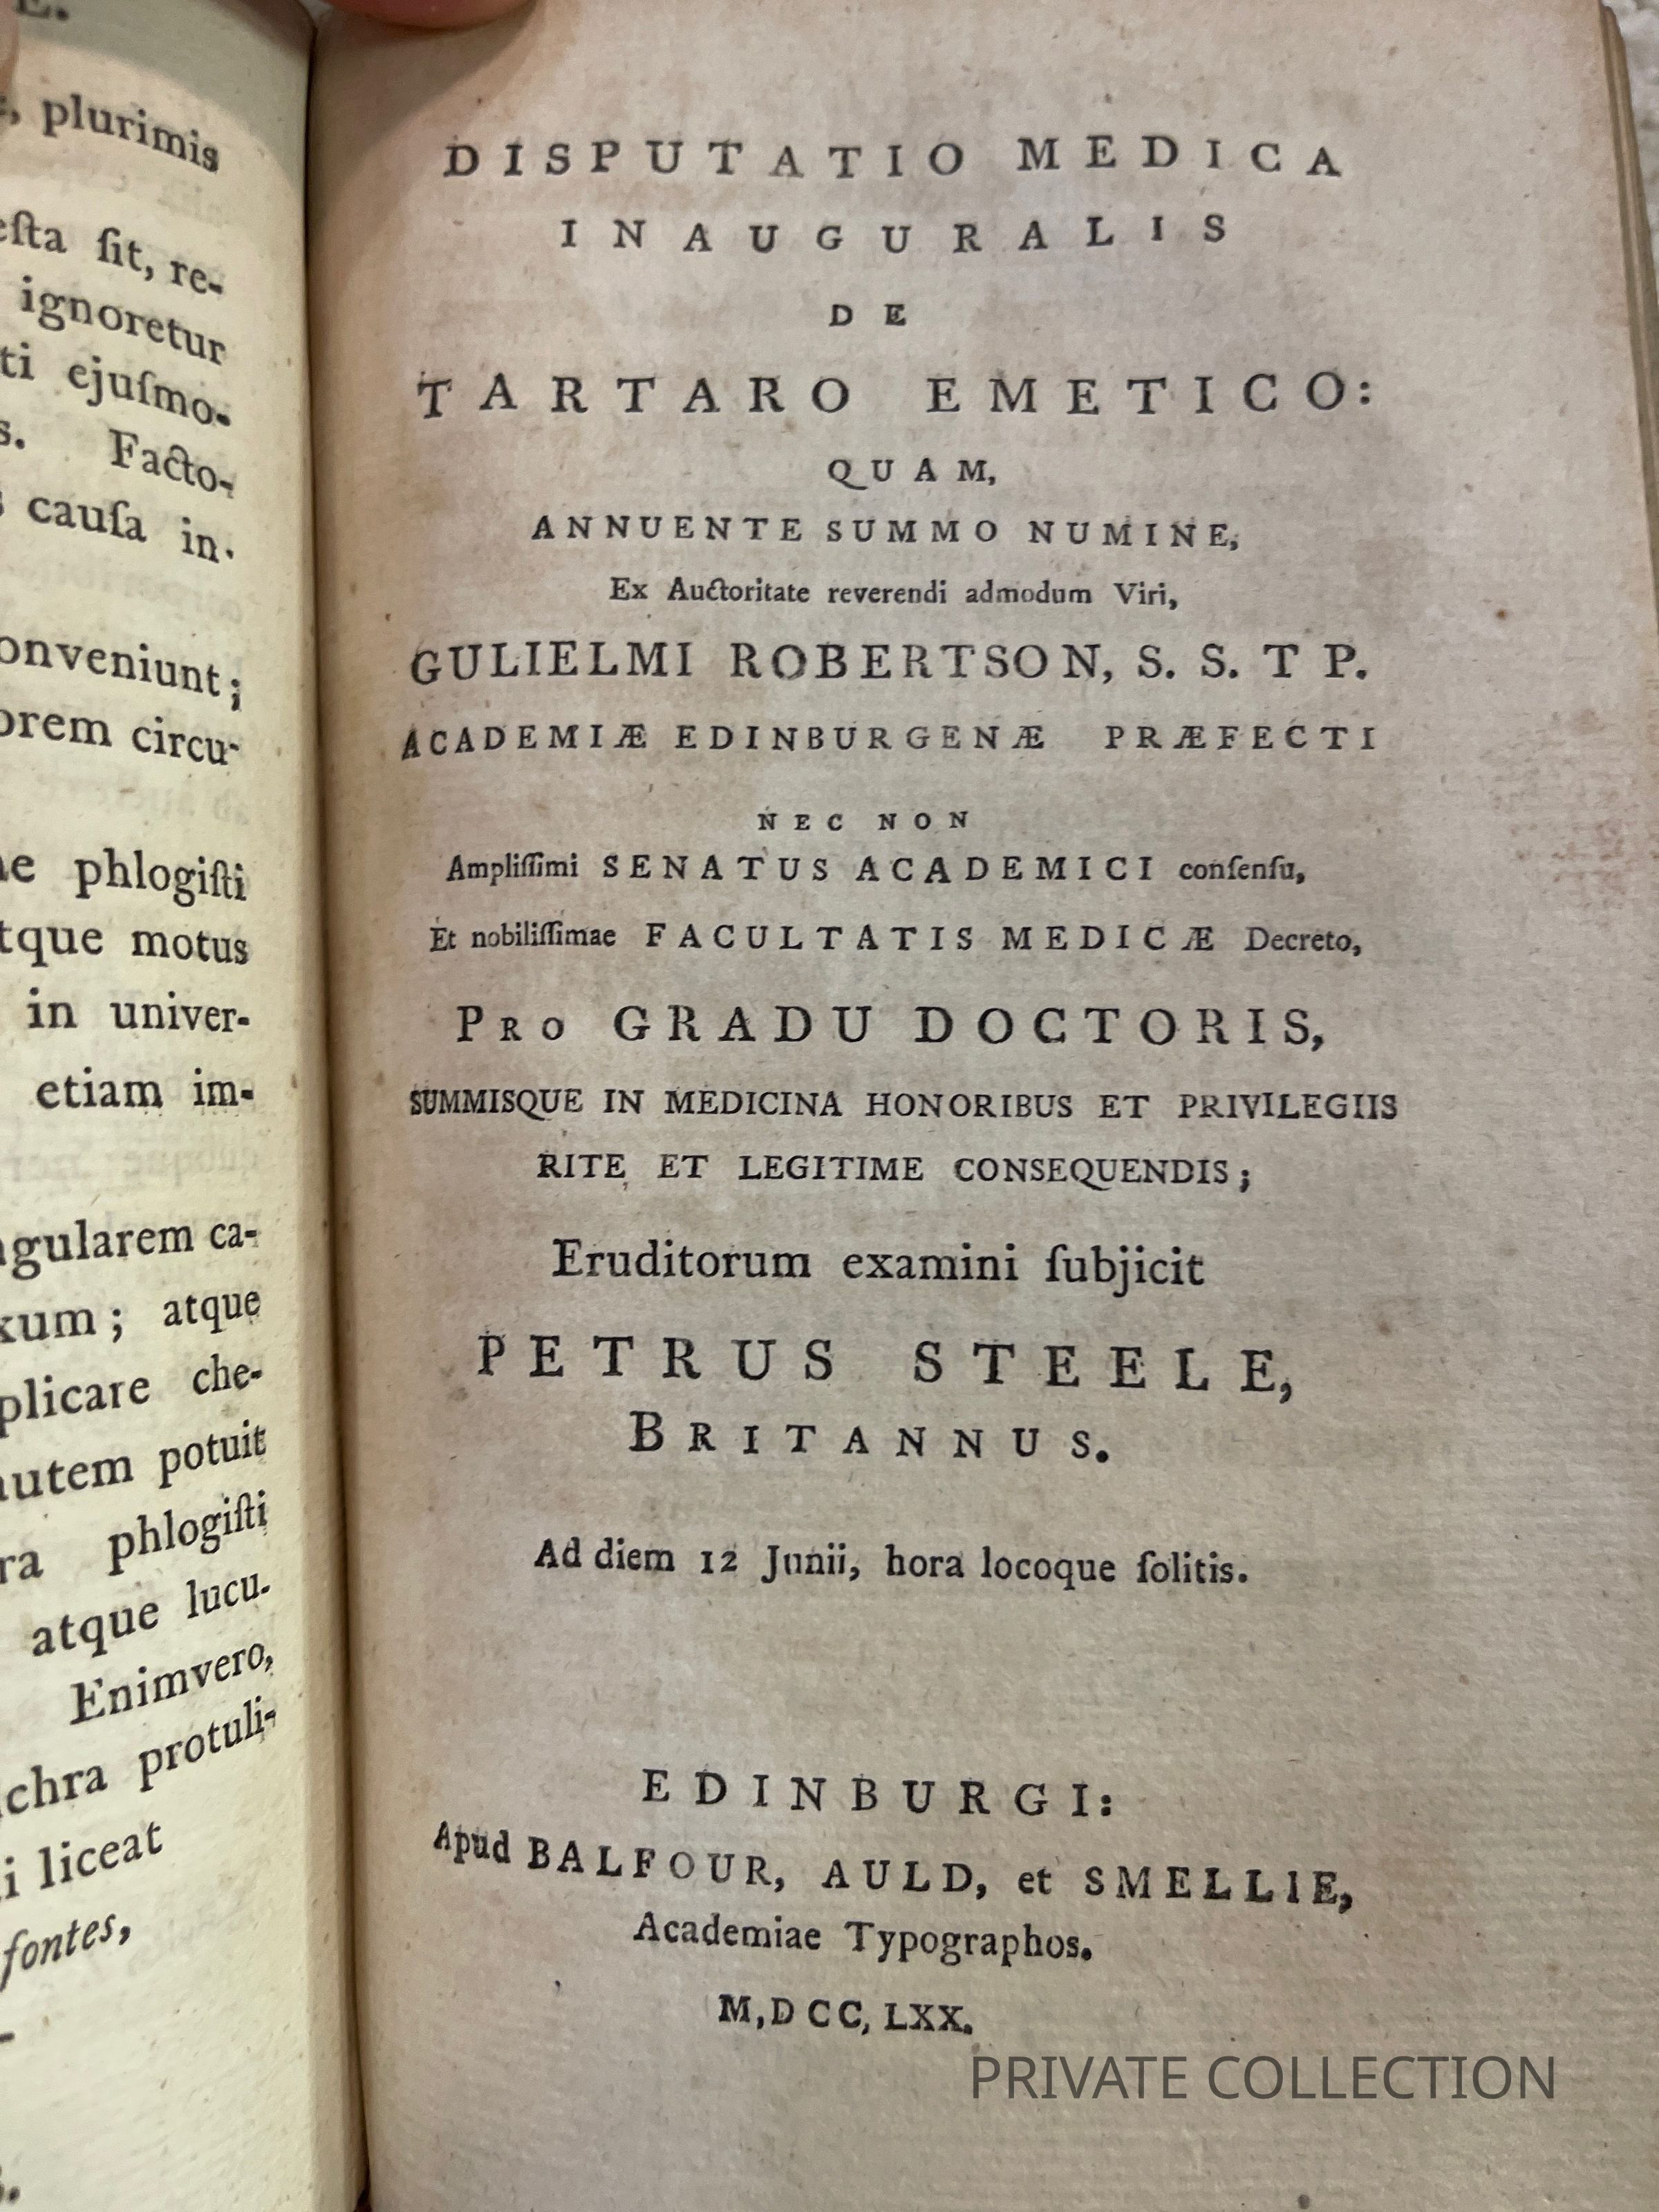 E.
plurimis
sta ſit, re-
ignoretur
ti ejuſmo-
s. Facto-
s cauſa in-
onveniunt;
orem circu-
phlogiſti
tque motus
in univer-
etiam im-
ngularem ca-
xum; atque
plicare che-
autem potuit
ra phlogiſti
atque lucu-
Enimvero,
chra protuli-
i liceat
fontes,
DISPUTATIO MEDICA
INAUGURALIS
DE
TARTARO EMETICO:
QUAM,
ANNUENTE SUMMO NUMINE,
Ex Auctoritate reverendi admodum Viri,
GULIELMI ROBERTSON, S. S. T P.
ACADEMIÆ EDINBURGENÆ PRÆFECTI
NEC NON
Ampliſſimi SENATUS ACADEMICI conſenſu,
Et nobiliſſimae FACULTATIS MEDICÆ Decreto,
PRO GRADU DOCTORIS,
SUMMISQUE IN MEDICINA HONORIBUS ET PRIVILEGIIS
RITE ET LEGITIME CONSEQUENDIS;
Eruditorum examini ſubjicit
PETRUS STEELE,
BRITANNUS.
Ad diem 12 Junii, hora locoque ſolitis.
EDINBURGI:
Apud BALFOUR, AULD, et SMELLIE,
Academiae Typographos.
M,DCC,LXX.
PRIVATE COLLECTION